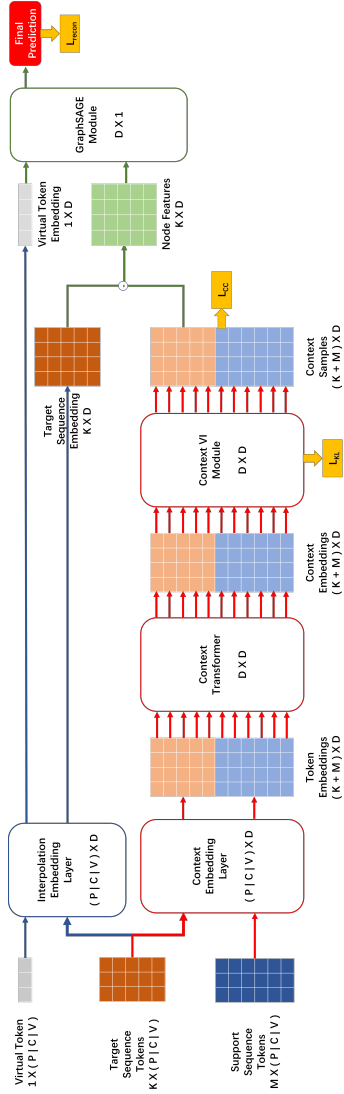 Virtual Token
1 X ( P | C | V )
Target
Sequence
Tokens
K X ( P | C | V )
Support
Sequence
Tokens
M X ( P | C | V )
Interpolation
Embedding
Layer
( P | C | V ) X D
Context
Embedding
Layer
( P | C | V ) X D
Token
Embeddings
( K + M ) X D
Context
Transformer
D X D
Context
Embeddings
( K + M ) X D
Context VI
Module
D X D
L_KL
Context
Samples
( K + M ) X D
L_CC
Target
Sequence
Embedding
K X D
Virtual Token
Embedding
1 X D
Node Features
K X D
GraphSAGE
Module
D X 1
Final
Prediction
L_recon